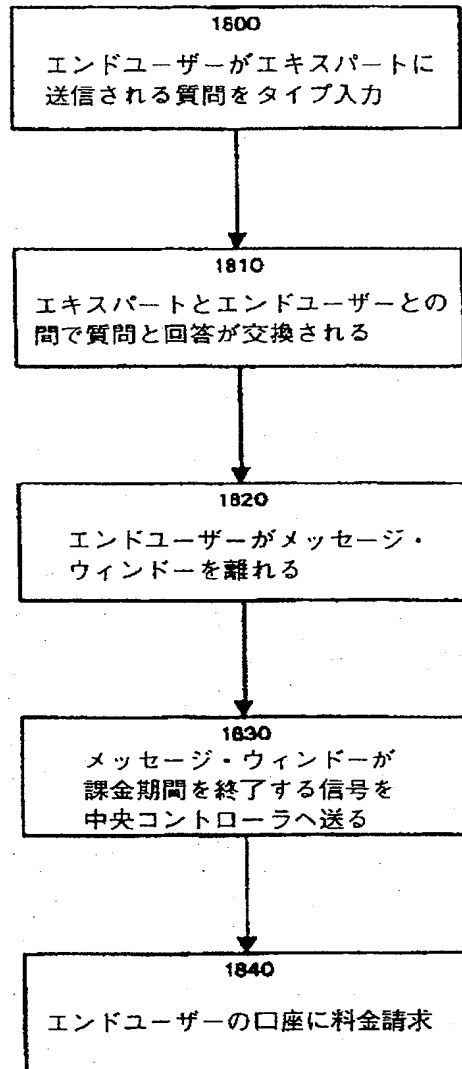 1800
エンドユーザーがエキスパートに
送信される質問をタイプ入力
1810
エキスパートとエンドユーザーとの
間で質問と回答が交換される
1820
エンドユーザーがメッセージ・
ウィンドーを離れる
1830
メッセージ・ウィンドーが
課金期間を終了する信号を
中央コントローラへ送る
1840
エンドユーザーの口座に料金請求